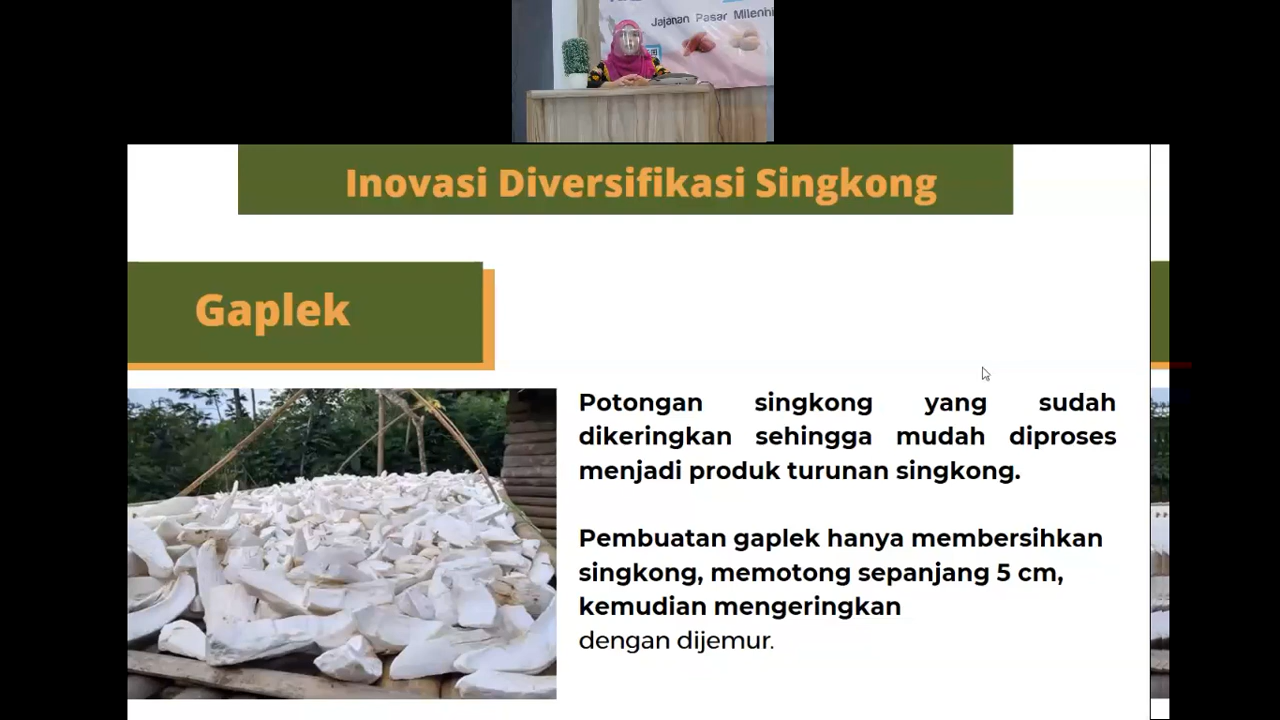 Jajanan Pasar Milenial
Inovasi Diversifikasi Singkong
Gaplek
Potongan singkong yang sudah
dikeringkan sehingga mudah diproses
menjadi produk turunan singkong.
Pembuatan gaplek hanya membersihkan
singkong, memotong sepanjang 5 cm,
kemudian mengeringkan
dengan dijemur.